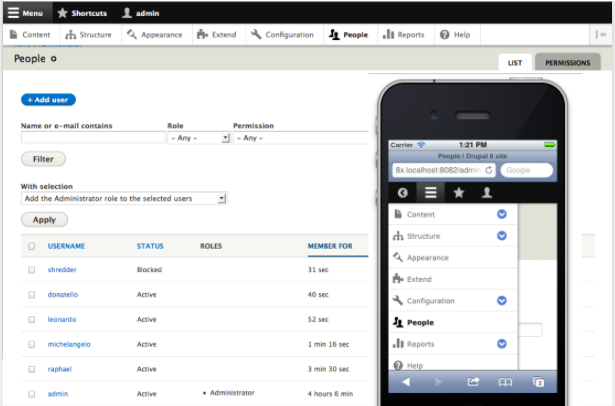 Menu Shortcuts admin
Content Structure Appearance Extend Configuration People Reports Help
People
LIST PERMISSIONS
+ Add user
Name or e-mail contains Role Permission
- Any - - Any -
Filter
With selection
Add the Administrator role to the selected users
Apply
USERNAME STATUS ROLES MEMBER FOR
shredder Blocked 31 sec
donatello Active 40 sec
leonardo Active 52 sec
michelangelo Active 1 min 16 sec
raphael Active 3 min 30 sec
admin Active • Administrator 4 hours 6 min
Carrier 1:21 PM
People | Drupal 8 site
8x.localhost:8082/admin Google
Content
Structure
Appearance
Extend
Configuration
People
Reports
Help